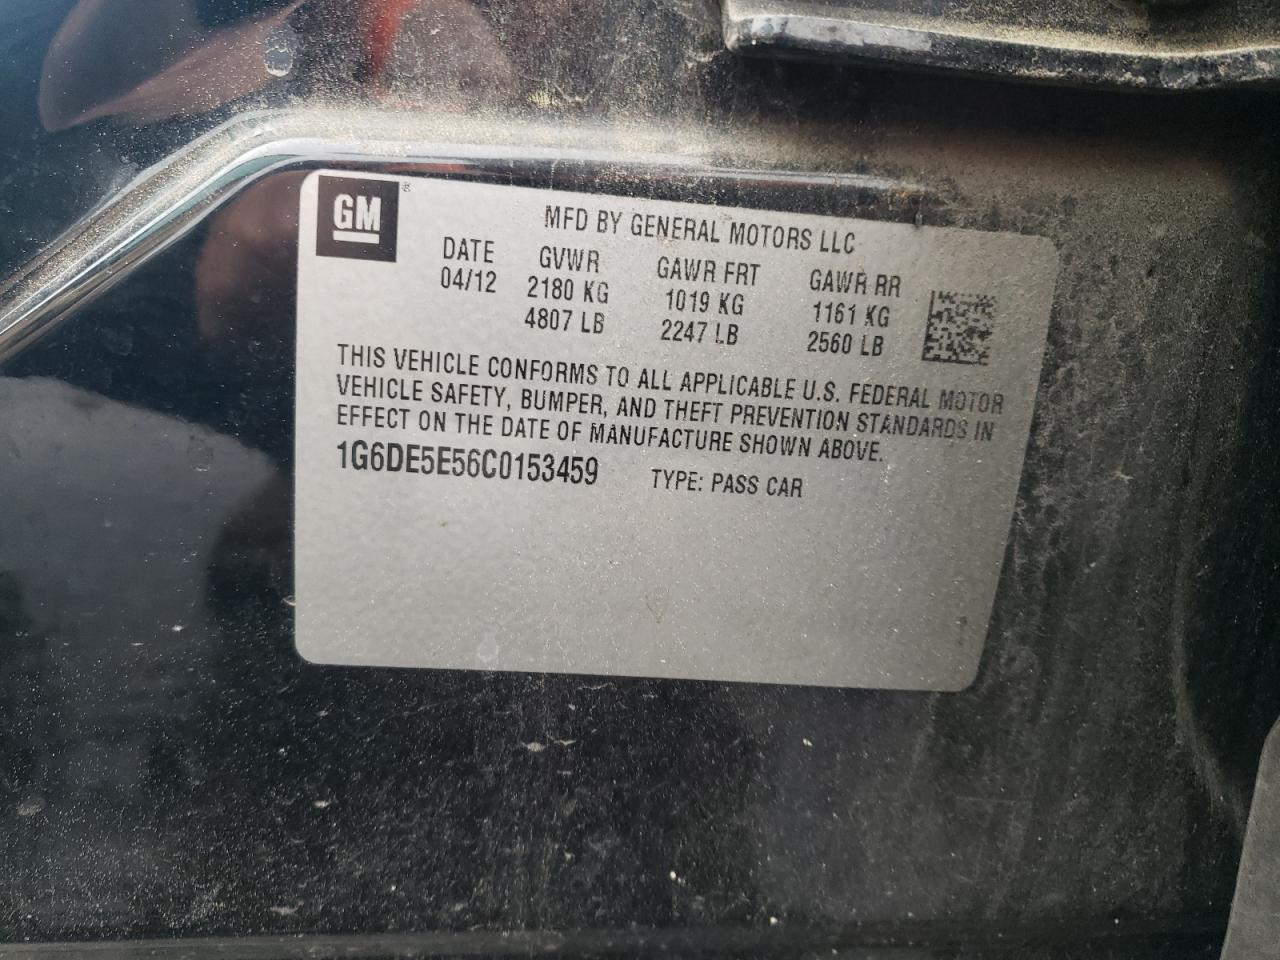 GM ®
MFD BY GENERAL MOTORS LLC
DATE GVWR GAWR FRT GAWR RR
04/12 2180 KG 1019 KG 1161 KG
4807 LB 2247 LB 2560 LB
THIS VEHICLE CONFORMS TO ALL APPLICABLE U.S. FEDERAL MOTOR
VEHICLE SAFETY, BUMPER, AND THEFT PREVENTION STANDARDS IN
EFFECT ON THE DATE OF MANUFACTURE SHOWN ABOVE.
1G6DE5E56C0153459 TYPE: PASS CAR